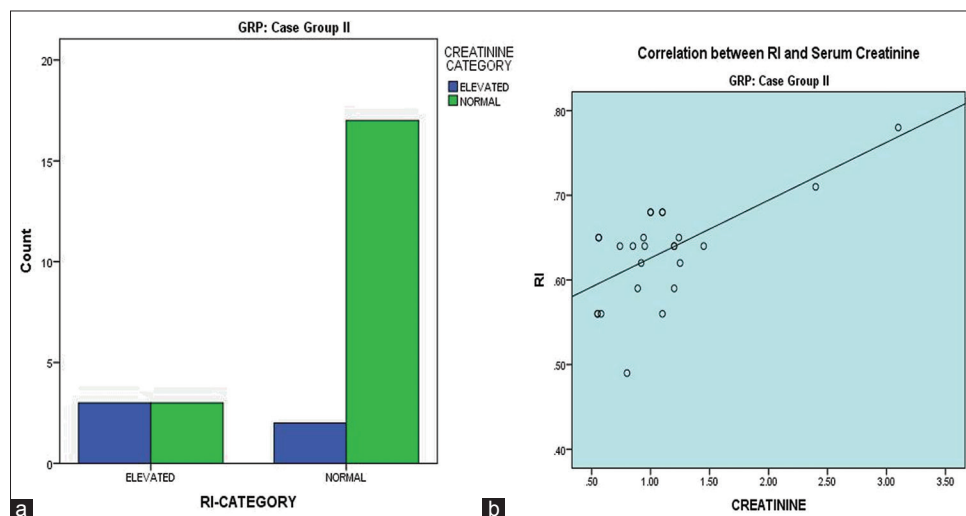 GRP: Case Group II
CREATININE
CATEGORY
ELEVATED
NORMAL
20
15
10
5
0
Count
ELEVATED
NORMAL
RI-CATEGORY
a
Correlation between RI and Serum Creatinine
GRP: Case Group II
.80
.70
.60
.50
.40
RI
.50
1.00
1.50
2.00
2.50
3.00
3.50
CREATININE
b